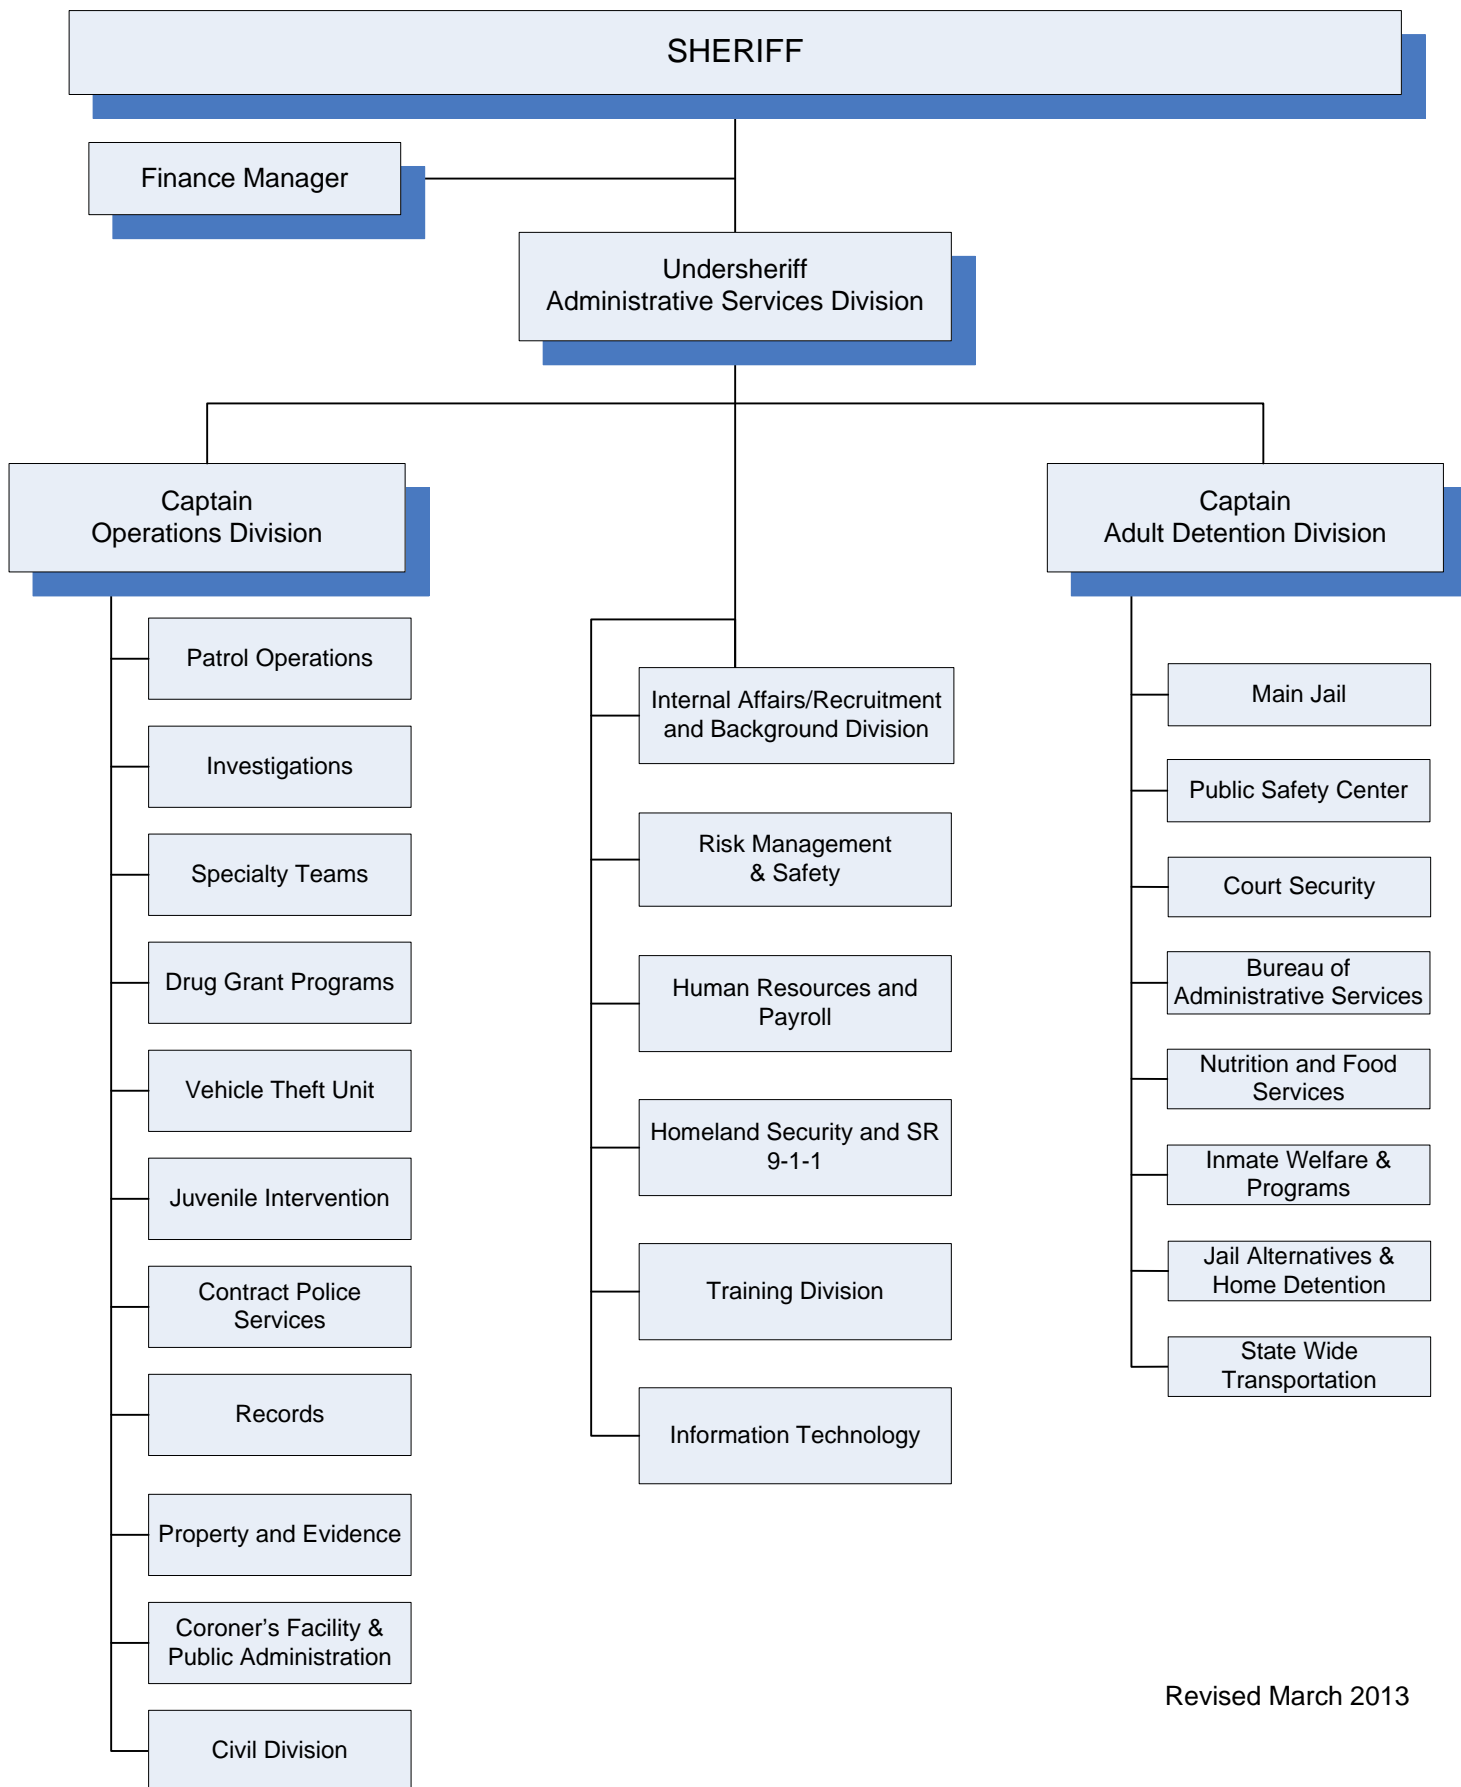 SHERIFF
Finance Manager
Undersheriff
Administrative Services Division
Captain
Operations Division
Patrol Operations
Investigations
Specialty Teams
Drug Grant Programs
Vehicle Theft Unit
Juvenile Intervention
Contract Police
Services
Records
Property and Evidence
Coroner’s Facility &
Public Administration
Civil Division
Internal Affairs/Recruitment
and Background Division
Risk Management
& Safety
Human Resources and
Payroll
Homeland Security and SR
9-1-1
Training Division
Information Technology
Captain
Adult Detention Division
Main Jail
Public Safety Center
Court Security
Bureau of
Administrative Services
Nutrition and Food
Services
Inmate Welfare &
Programs
Jail Alternatives &
Home Detention
State Wide
Transportation
Revised March 2013